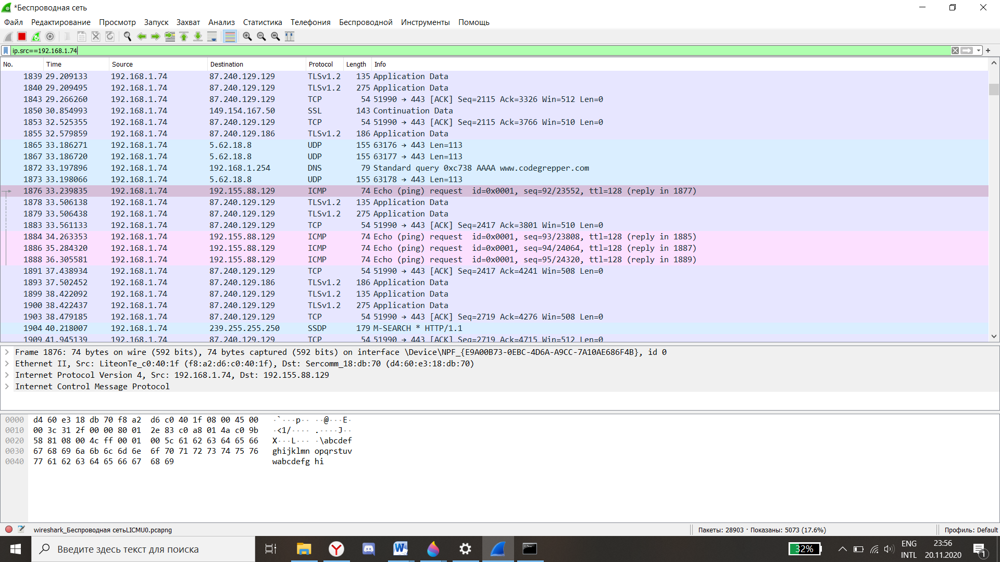 *Беспроводная сеть
Файл Редактирование Просмотр Запуск Захват Анализ Статистика Телефония Беспроводной Инструменты Помощь
ip.src==192.168.1.74
No. Time Source Destination Protocol Length Info
1839 29.209133 192.168.1.74 87.240.129.129 TLSv1.2 135 Application Data
1840 29.209495 192.168.1.74 87.240.129.129 TLSv1.2 275 Application Data
1843 29.266260 192.168.1.74 87.240.129.129 TCP 54 51990 → 443 [ACK] Seq=2115 Ack=3326 Win=512 Len=0
1850 30.854993 192.168.1.74 149.154.167.50 SSL 143 Continuation Data
1853 32.525355 192.168.1.74 87.240.129.129 TCP 54 51990 → 443 [ACK] Seq=2115 Ack=3766 Win=510 Len=0
1855 32.579859 192.168.1.74 87.240.129.186 TLSv1.2 186 Application Data
1865 33.186271 192.168.1.74 5.62.18.8 UDP 155 63176 → 443 Len=113
1867 33.186720 192.168.1.74 5.62.18.8 UDP 155 63177 → 443 Len=113
1872 33.197896 192.168.1.74 192.168.1.254 DNS 79 Standard query 0xc738 AAAA www.codegrepper.com
1873 33.198066 192.168.1.74 5.62.18.8 UDP 155 63178 → 443 Len=113
1876 33.239835 192.168.1.74 192.155.88.129 ICMP 74 Echo (ping) request id=0x0001, seq=92/23552, ttl=128 (reply in 1877)
1878 33.506138 192.168.1.74 87.240.129.129 TLSv1.2 135 Application Data
1879 33.506438 192.168.1.74 87.240.129.129 TLSv1.2 275 Application Data
1883 33.561133 192.168.1.74 87.240.129.129 TCP 54 51990 → 443 [ACK] Seq=2417 Ack=3801 Win=510 Len=0
1884 34.263353 192.168.1.74 192.155.88.129 ICMP 74 Echo (ping) request id=0x0001, seq=93/23808, ttl=128 (reply in 1885)
1886 35.284320 192.168.1.74 192.155.88.129 ICMP 74 Echo (ping) request id=0x0001, seq=94/24064, ttl=128 (reply in 1887)
1888 36.305581 192.168.1.74 192.155.88.129 ICMP 74 Echo (ping) request id=0x0001, seq=95/24320, ttl=128 (reply in 1889)
1891 37.438934 192.168.1.74 87.240.129.129 TCP 54 51990 → 443 [ACK] Seq=2417 Ack=4241 Win=508 Len=0
1893 37.502452 192.168.1.74 87.240.129.186 TLSv1.2 186 Application Data
1899 38.422092 192.168.1.74 87.240.129.129 TLSv1.2 135 Application Data
1900 38.422437 192.168.1.74 87.240.129.129 TLSv1.2 275 Application Data
1903 38.479185 192.168.1.74 87.240.129.129 TCP 54 51990 → 443 [ACK] Seq=2719 Ack=4276 Win=508 Len=0
1904 40.218007 192.168.1.74 239.255.255.250 SSDP 179 M-SEARCH * HTTP/1.1
1909 41.945139 192.168.1.74 87.240.129.129 TCP 54 51990 → 443 [ACK] Seq=2719 Ack=4715 Win=512 Len=0
Frame 1876: 74 bytes on wire (592 bits), 74 bytes captured (592 bits) on interface \Device\NPF_{E9A00B73-0EBC-4D6A-A9CC-7A10AE686F4B}, id 0
Ethernet II, Src: LiteonTe_c0:40:1f (f8:a2:d6:c0:40:1f), Dst: Sercomm_18:db:70 (d4:60:e3:18:db:70)
Internet Protocol Version 4, Src: 192.168.1.74, Dst: 192.155.88.129
Internet Control Message Protocol
0000 d4 60 e3 18 db 70 f8 a2 d6 c0 40 1f 08 00 45 00 ·`···p·· ··@···E·
0010 00 3c 31 2f 00 00 80 01 2e 83 c0 a8 01 4a c0 9b ·<1/···· .····J··
0020 58 81 08 00 4c ff 00 01 00 5c 61 62 63 64 65 66 X···L··· ·\abcdef
0030 67 68 69 6a 6b 6c 6d 6e 6f 70 71 72 73 74 75 76 ghijklmn opqrstuv
0040 77 61 62 63 64 65 66 67 68 69 wabcdefg hi
wireshark_Беспроводная сетьLICMU0.pcapng Пакеты: 28903 · Показаны: 5073 (17.6%) Профиль: Default
Введите здесь текст для поиска
32%
ENG
INTL
23:56
20.11.2020
1